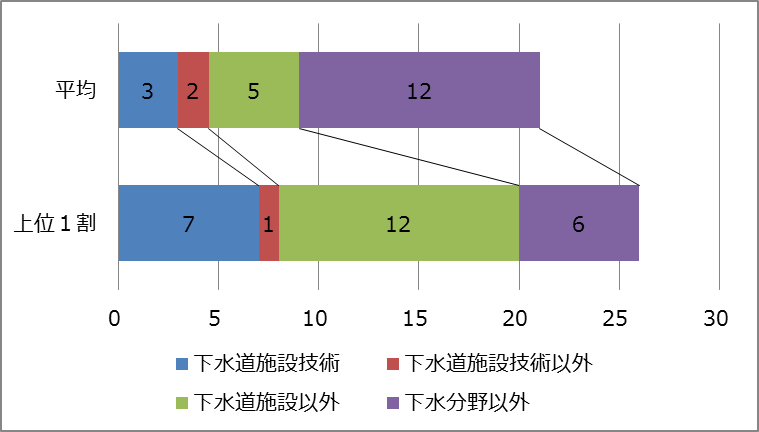 平均 3 2 5 12
上位１割 7 1 12 6
0 5 10 15 20 25 30
下水道施設技術 下水道施設技術以外
下水道施設以外 下水分野以外